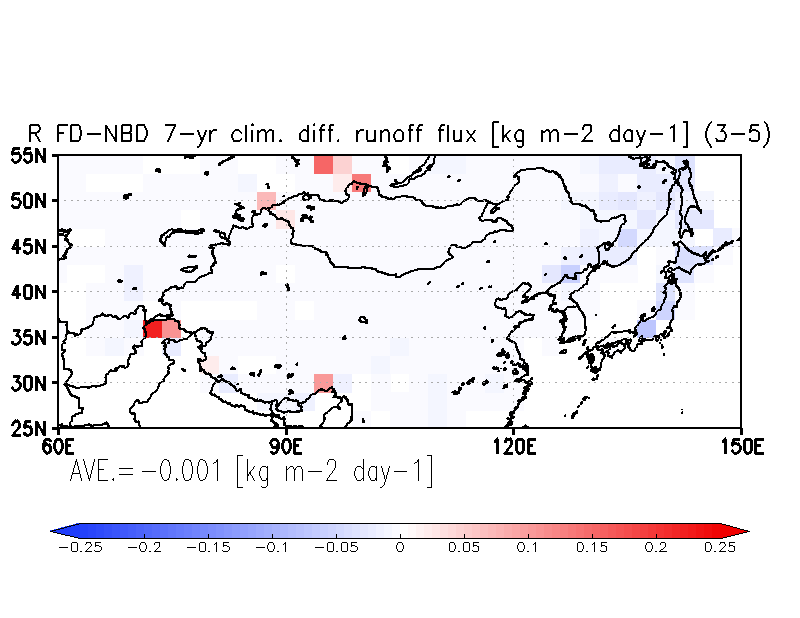 R FD-NBD 7-yr clim. diff. runoff flux [kg m-2 day-1] (3-5)
55N
50N
45N
40N
35N
30N
25N
60E 90E 120E 150E
AVE.= -0.001 [kg m-2 day-1]
-0.25 -0.2 -0.15 -0.1 -0.05 0 0.05 0.1 0.15 0.2 0.25